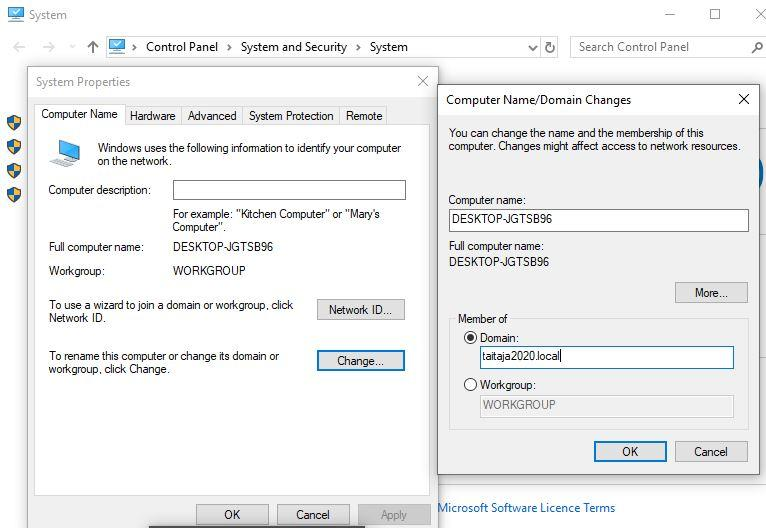 System
Control Panel > System and Security > System
Search Control Panel
System Properties
Computer Name Hardware Advanced System Protection Remote
Windows uses the following information to identify your computer
on the network.
Computer description:
For example: "Kitchen Computer" or "Mary's
Computer".
Full computer name: DESKTOP-JGTSB96
Workgroup: WORKGROUP
To use a wizard to join a domain or workgroup, click
Network ID.
Network ID...
To rename this computer or change its domain or
workgroup, click Change.
Change...
OK Cancel Apply
Computer Name/Domain Changes
You can change the name and the membership of this
computer. Changes might affect access to network resources.
Computer name:
DESKTOP-JGTSB96
Full computer name:
DESKTOP-JGTSB96
More...
Member of
Domain:
taitaja2020.local
Workgroup:
WORKGROUP
OK Cancel
Microsoft Software Licence Terms